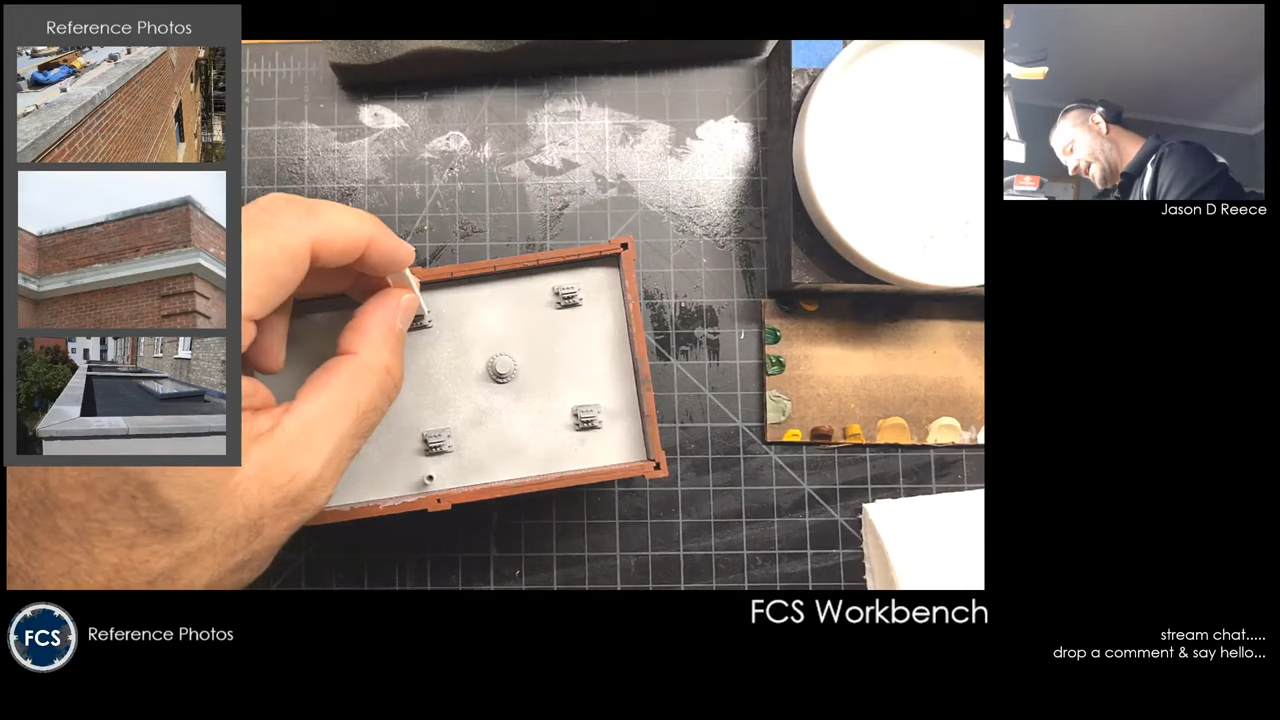 Reference Photos
Jason D Reece
FCS Workbench
FCS
Reference Photos
stream chat.....
drop a comment & say hello...